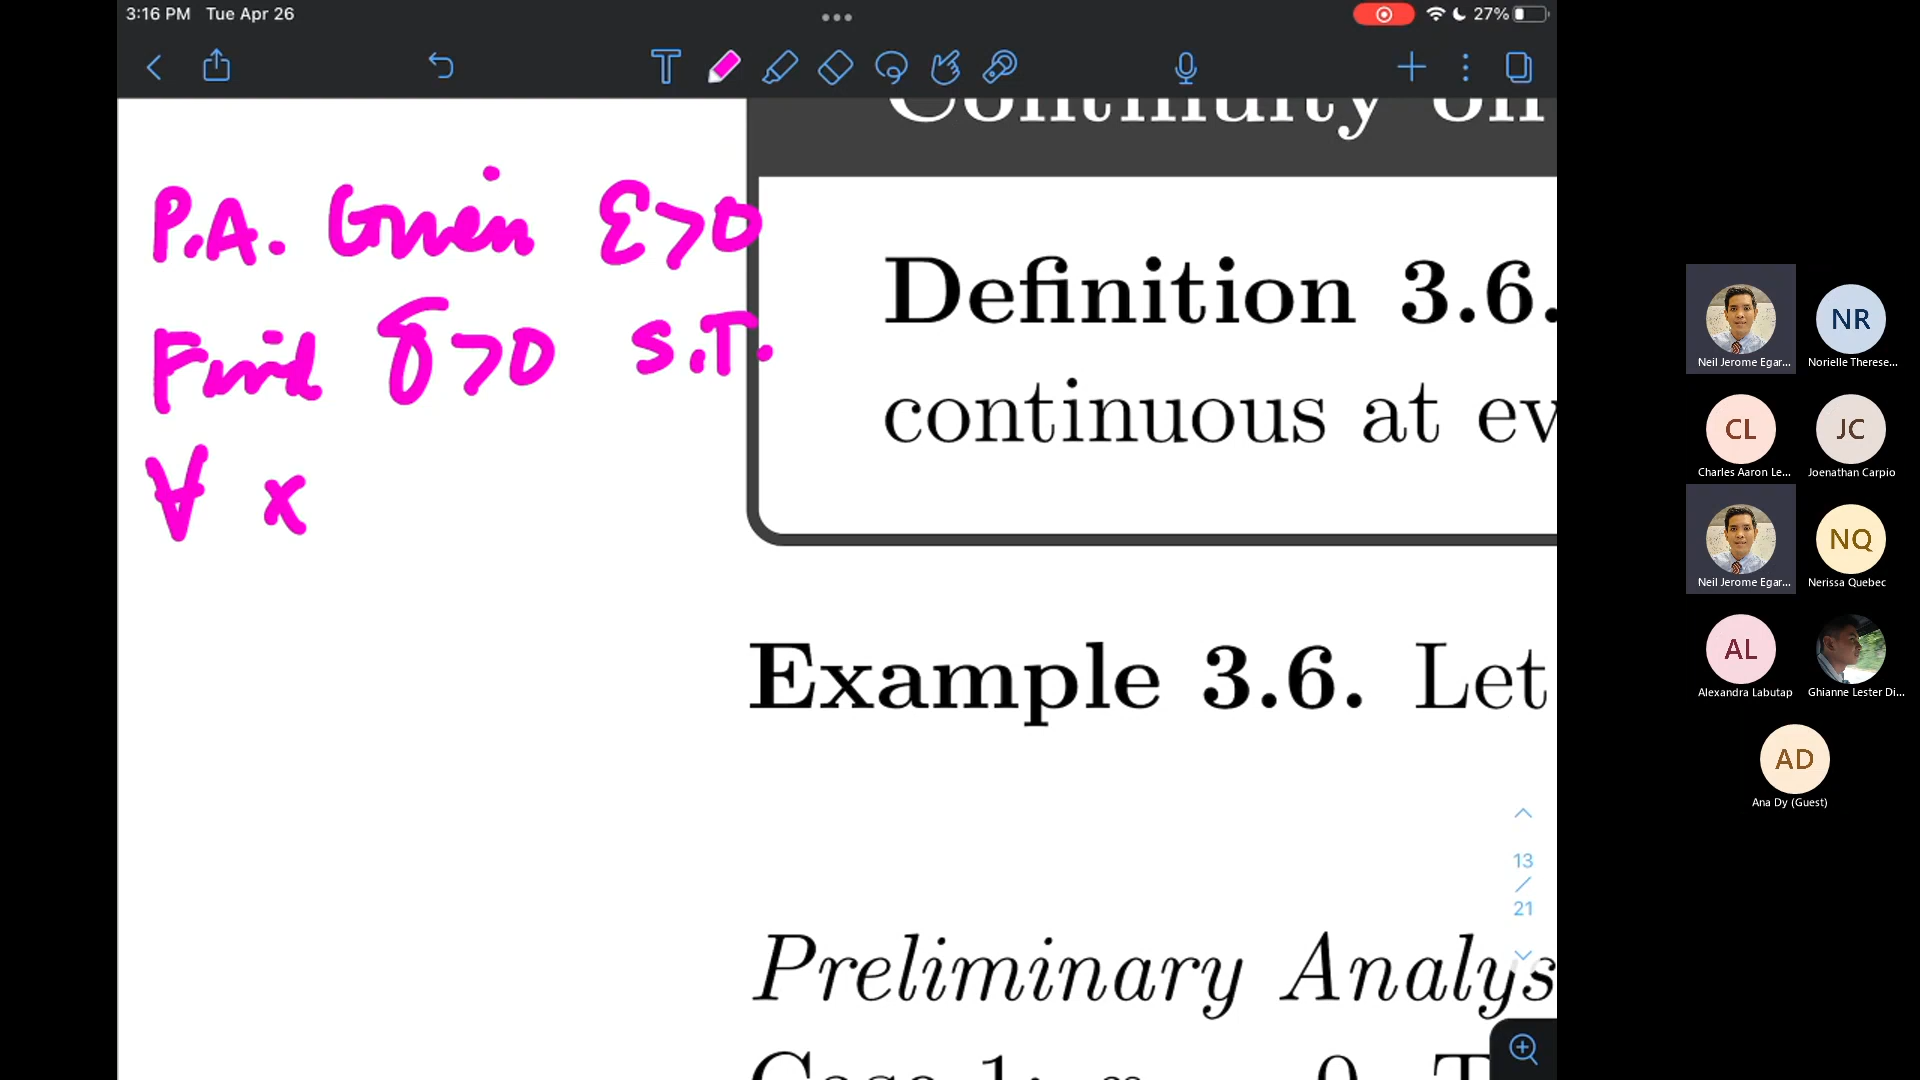 3:16 PM Tue Apr 26
27%
Continuity on
P.A. Given ε>0
Find δ>0 s.T.
∀ x
Definition 3.6.
continuous at ev
Example 3.6. Let
13
/
21
Preliminary Analys
Neil Jerome Egar...
NR
Norielle Therese...
CL
Charles Aaron Le...
JC
Joenathan Carpio
Neil Jerome Egar...
NQ
Nerissa Quebec
AL
Alexandra Labutap
Ghianne Lester Di...
AD
Ana Dy (Guest)